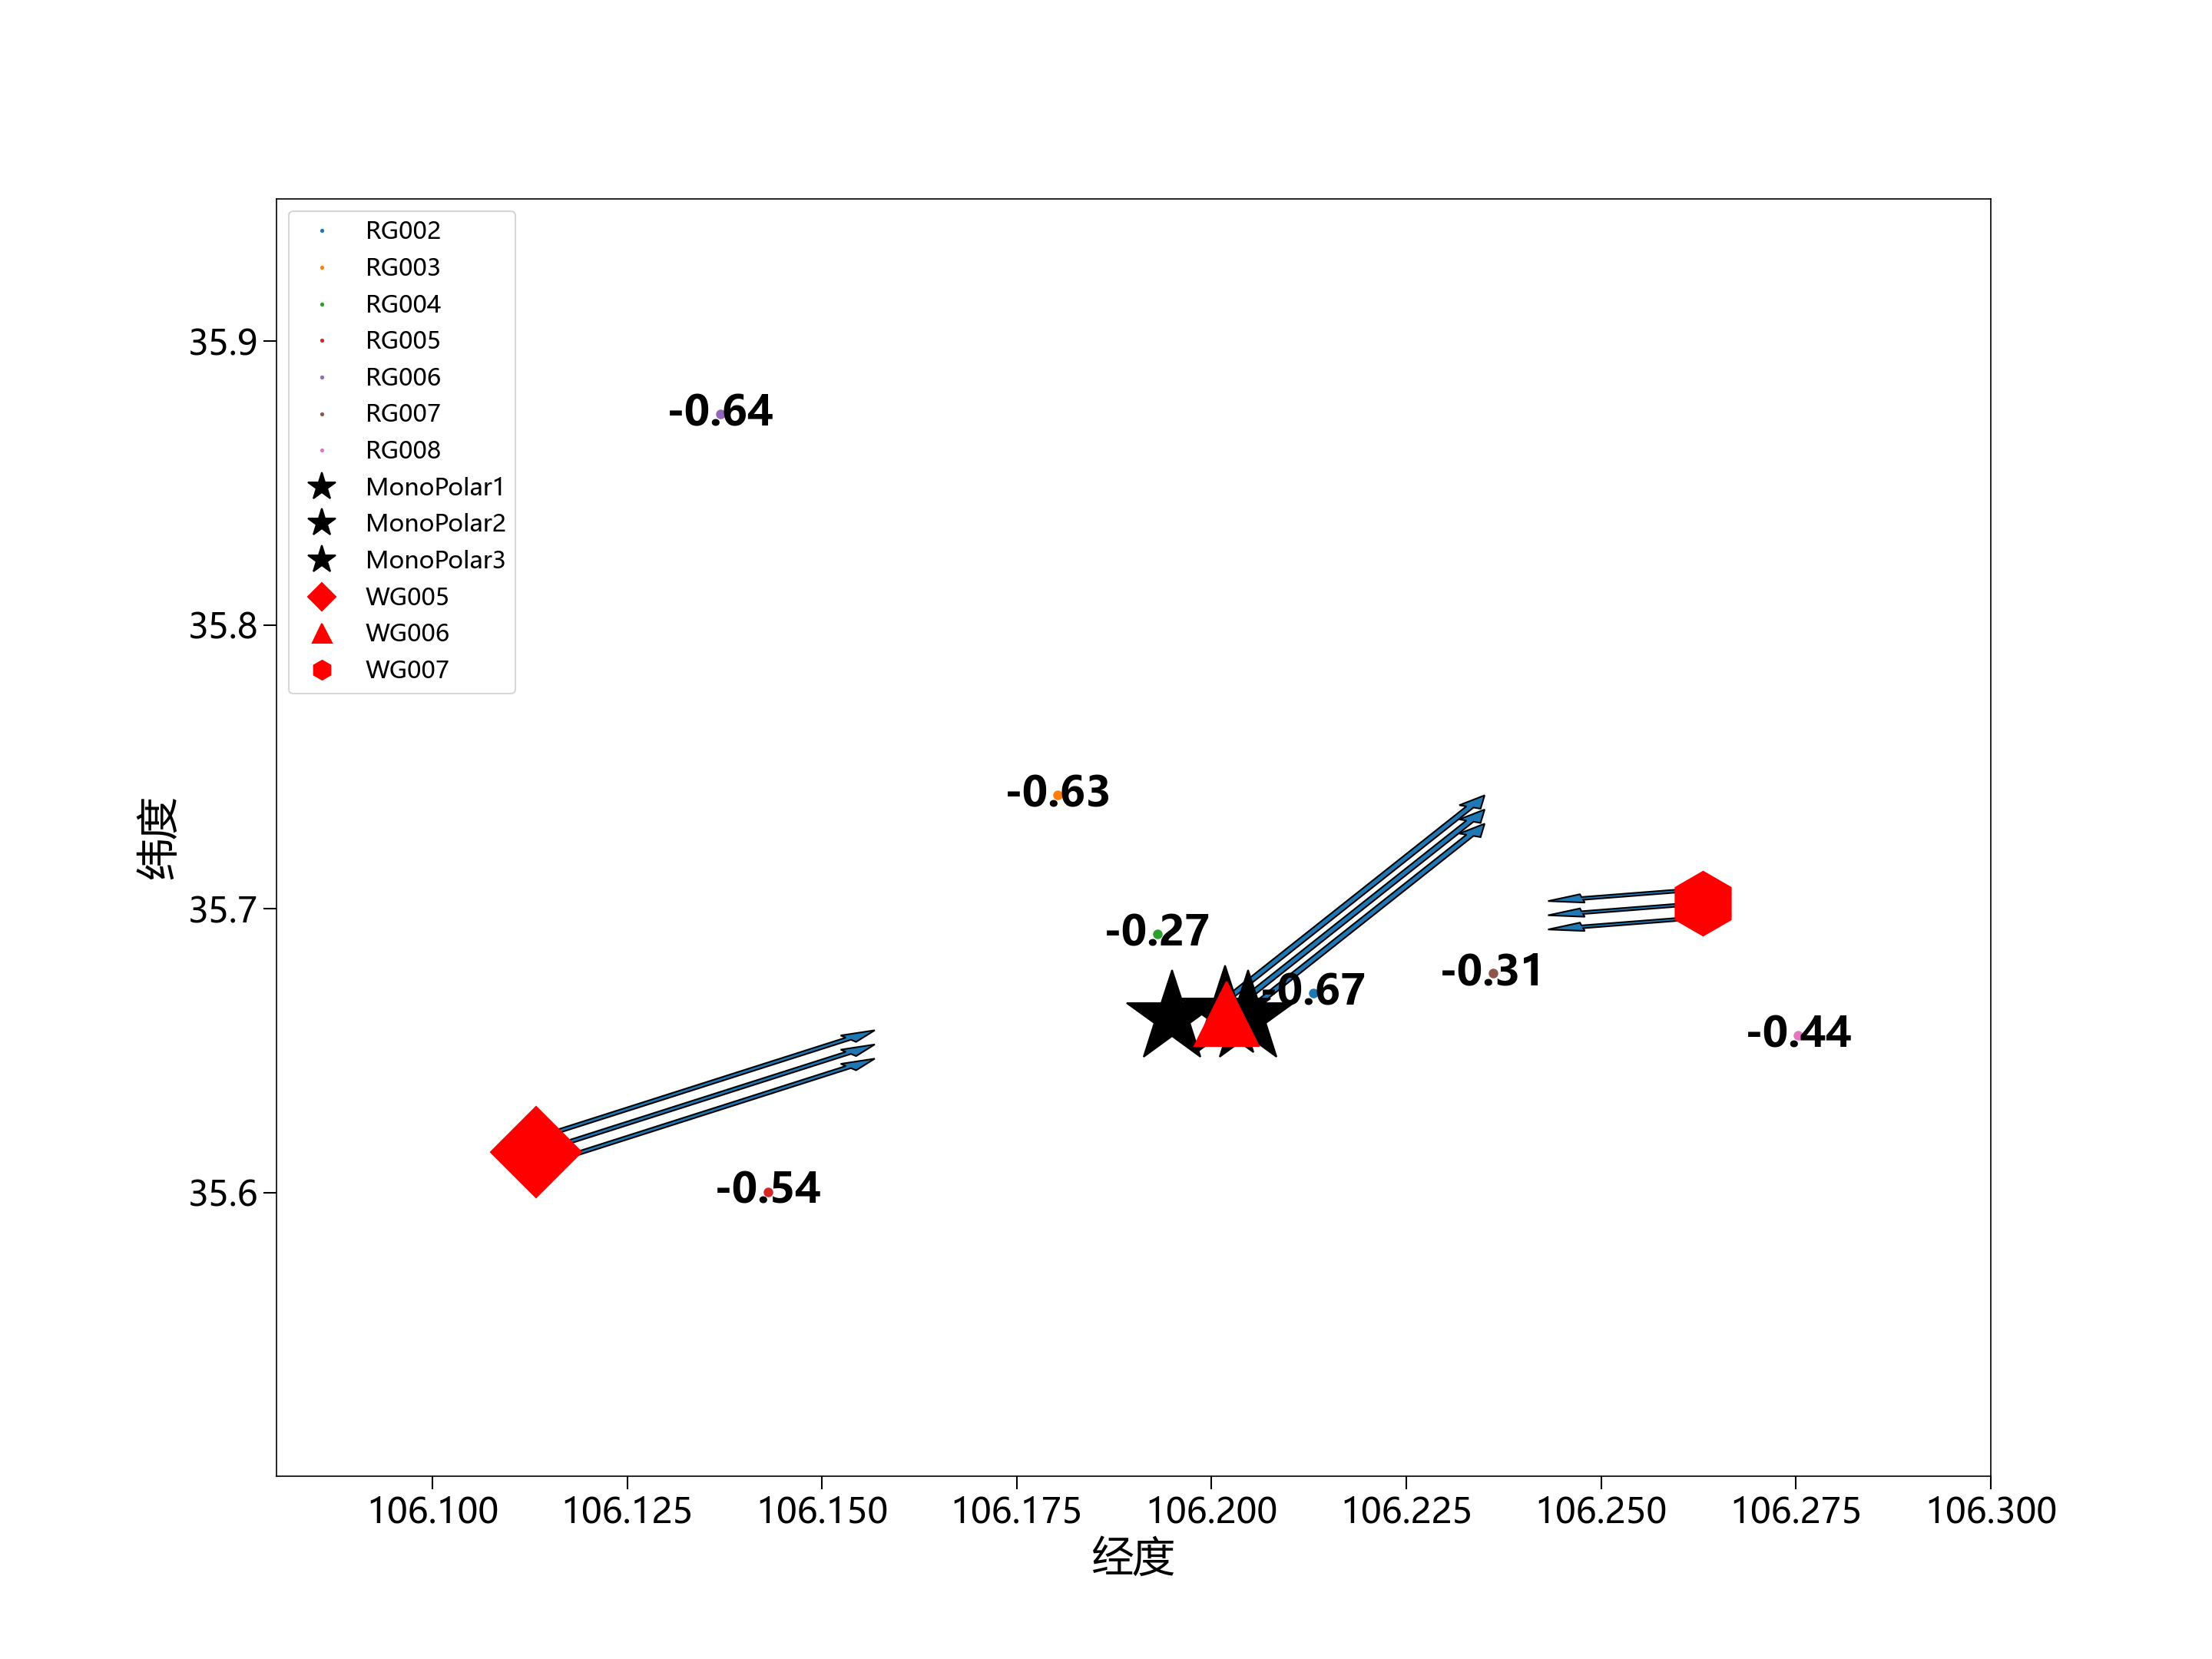 RG002
RG003
RG004
RG005
RG006
RG007
RG008
MonoPolar1
MonoPolar2
MonoPolar3
WG005
WG006
WG007
35.9
35.8
35.7
35.6
纬度
-0.64
-0.63
-0.27
-0.31
-0.67
-0.44
-0.54
106.100
106.125
106.150
106.175
106.200
106.225
106.250
106.275
106.300
经度